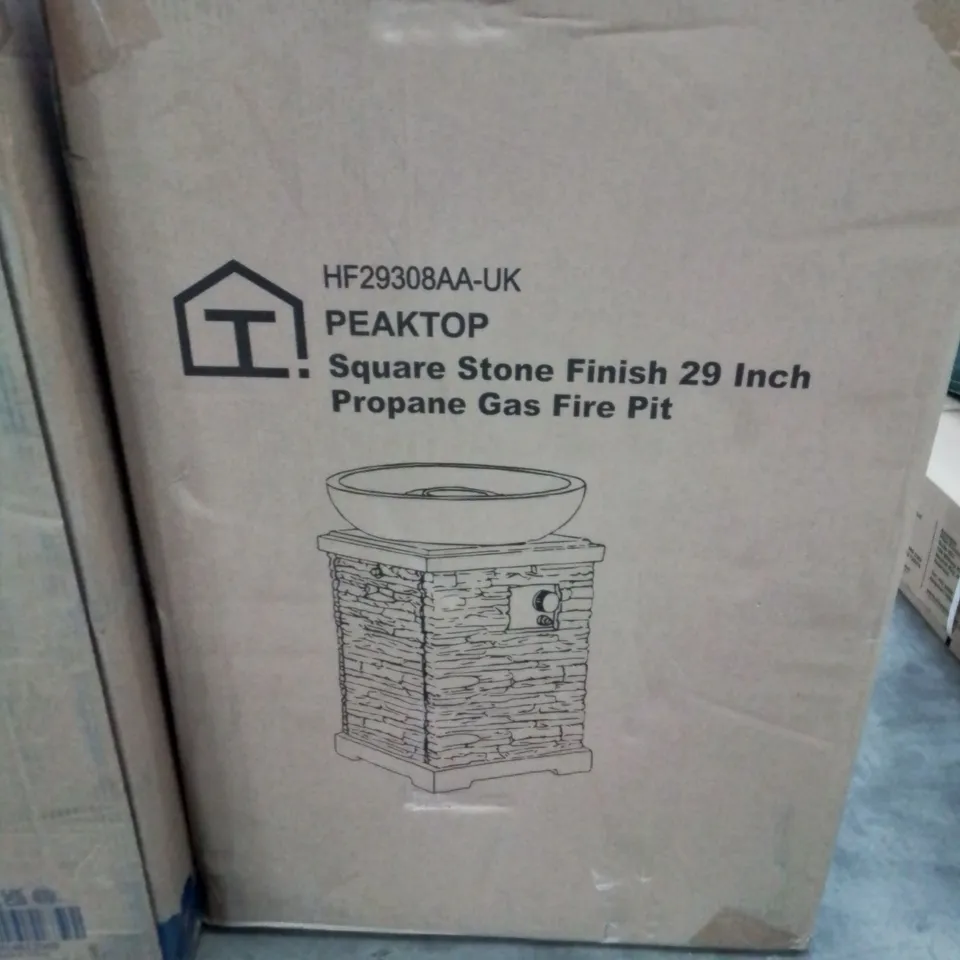 HF29308AA-UK
PEAKTOP
Square Stone Finish 29 Inch
Propane Gas Fire Pit